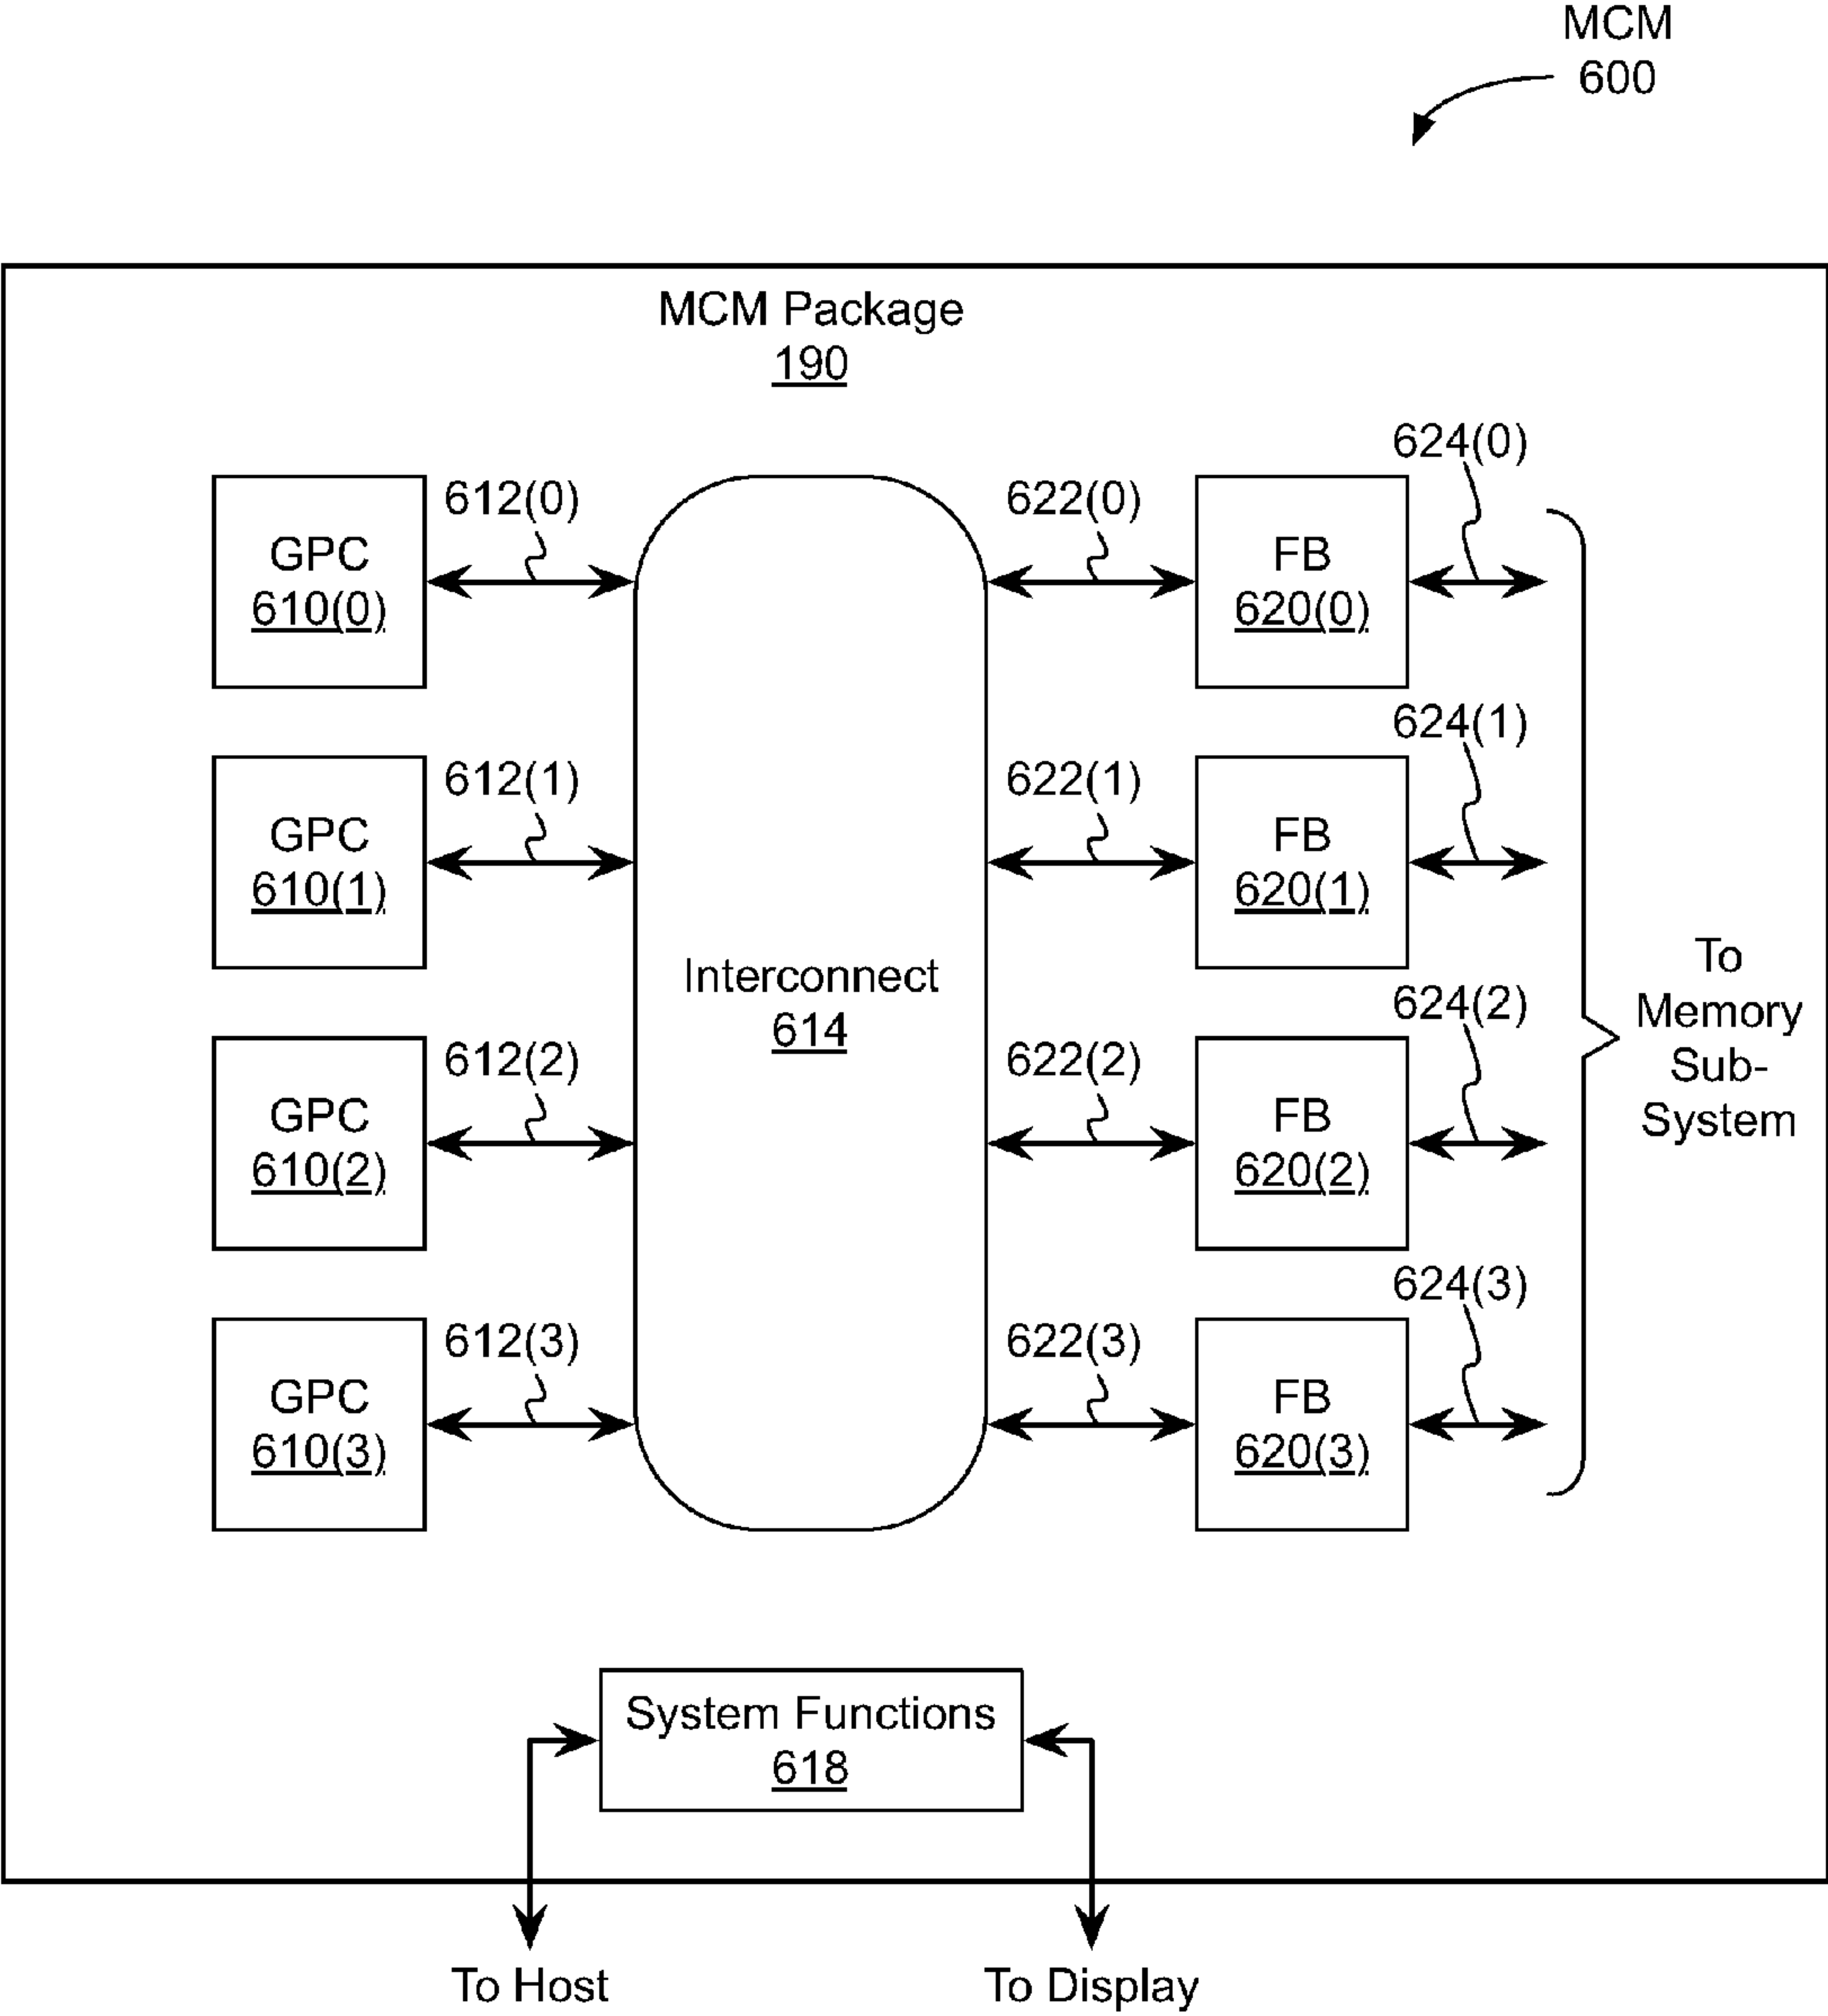 MCM
600
MCM Package
190
624(0)
612(0)
622(0)
GPC
610(0)
FB
620(0)
624(1)
612(1)
622(1)
GPC
610(1)
FB
620(1)
Interconnect
614
To
Memory
Sub-
System
624(2)
612(2)
622(2)
GPC
610(2)
FB
620(2)
624(3)
612(3)
622(3)
GPC
610(3)
FB
620(3)
System Functions
618
To Host
To Display